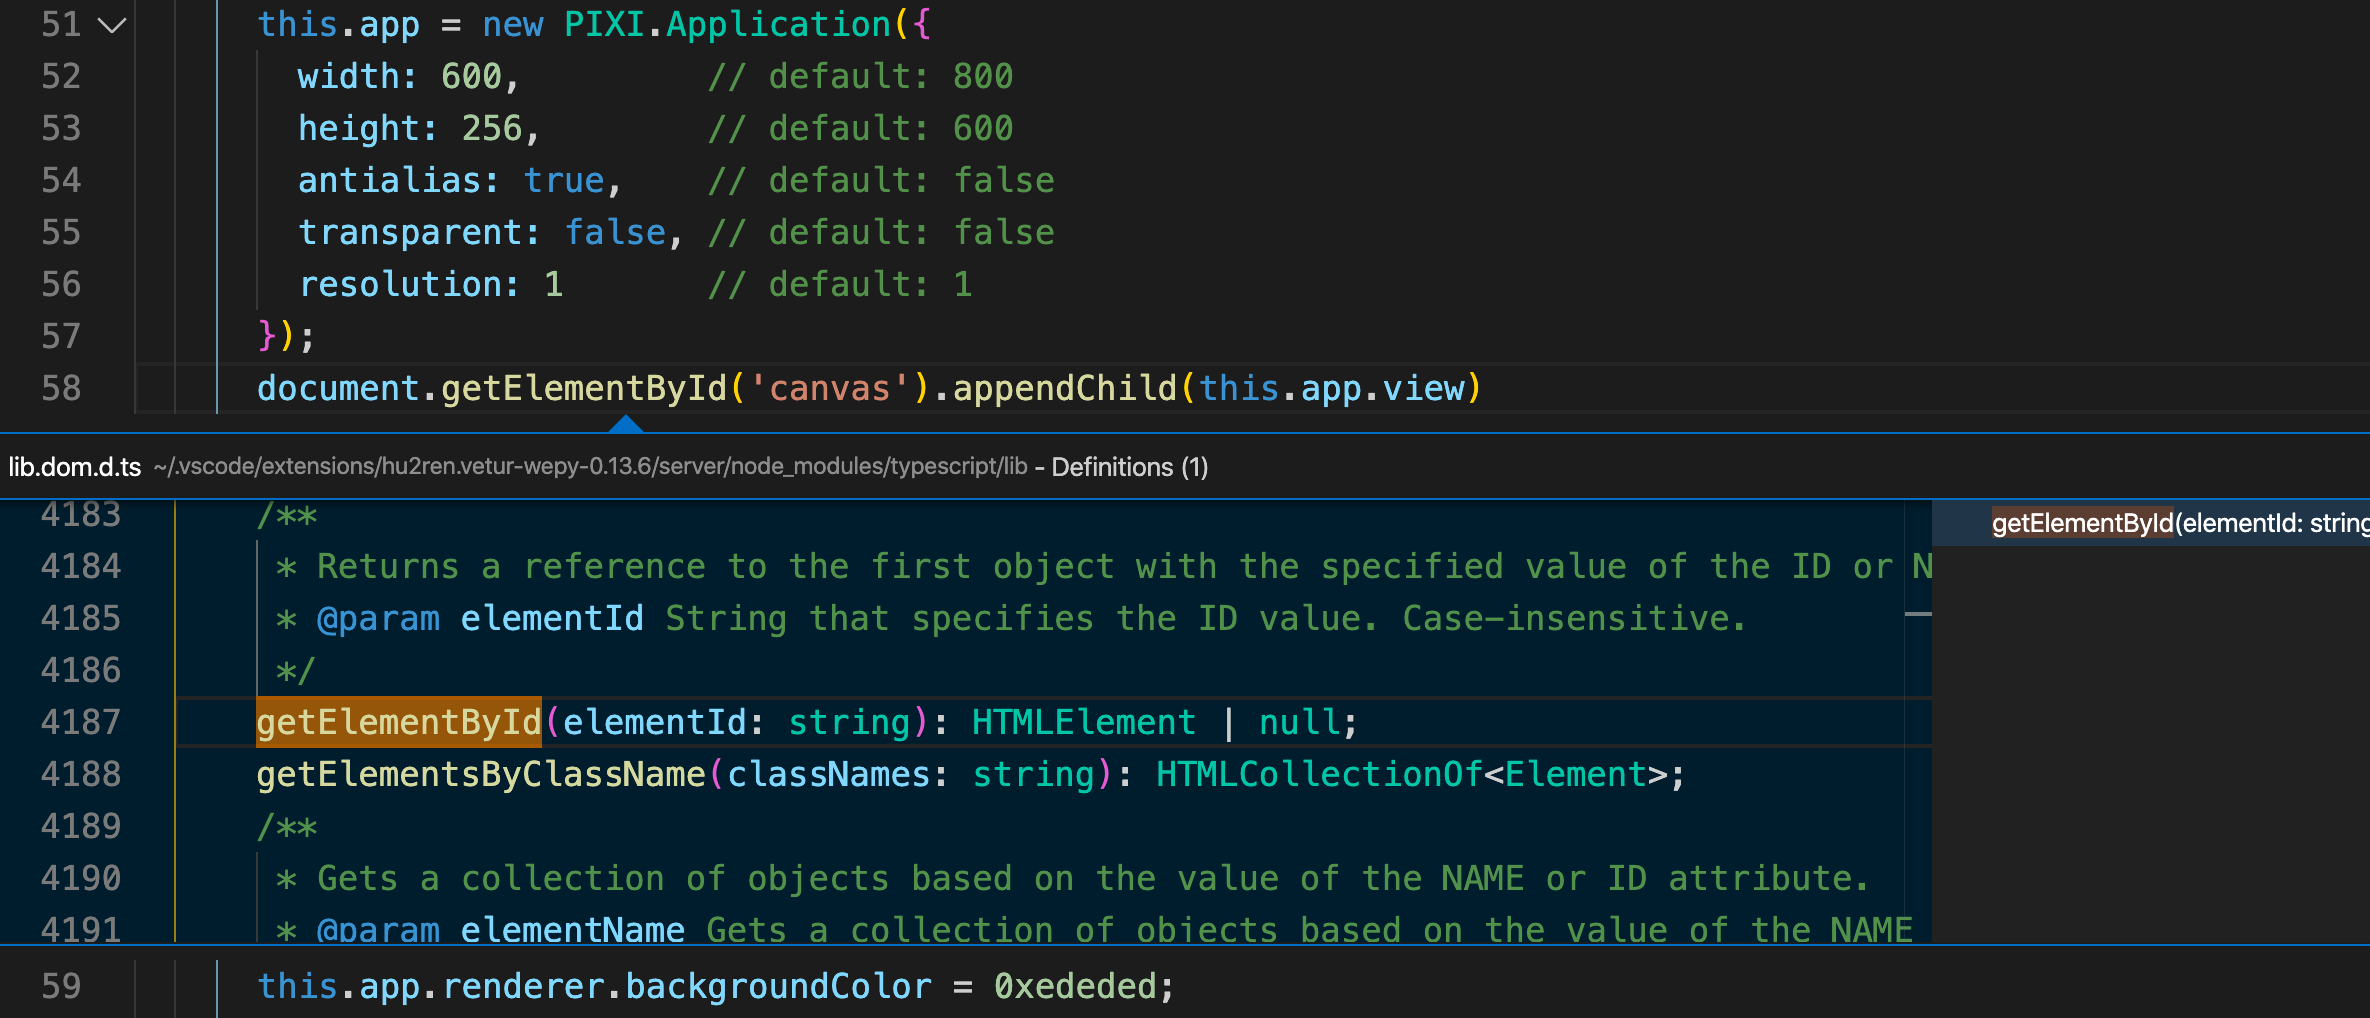 51 this.app = new PIXI.Application({
52 width: 600, // default: 800
53 height: 256, // default: 600
54 antialias: true, // default: false
55 transparent: false, // default: false
56 resolution: 1 // default: 1
57 });
58 document.getElementById('canvas').appendChild(this.app.view)
lib.dom.d.ts ~/.vscode/extensions/hu2ren.vetur-wepy-0.13.6/server/node_modules/typescript/lib - Definitions (1)
4183 /**
getElementById(elementId: string
4184 * Returns a reference to the first object with the specified value of the ID or N
4185 * @param elementId String that specifies the ID value. Case-insensitive.
4186 */
4187 getElementById(elementId: string): HTMLElement | null;
4188 getElementsByClassName(classNames: string): HTMLCollectionOf<Element>;
4189 /**
4190 * Gets a collection of objects based on the value of the NAME or ID attribute.
4191 * @param elementName Gets a collection of objects based on the value of the NAME
59 this.app.renderer.backgroundColor = 0xededed;